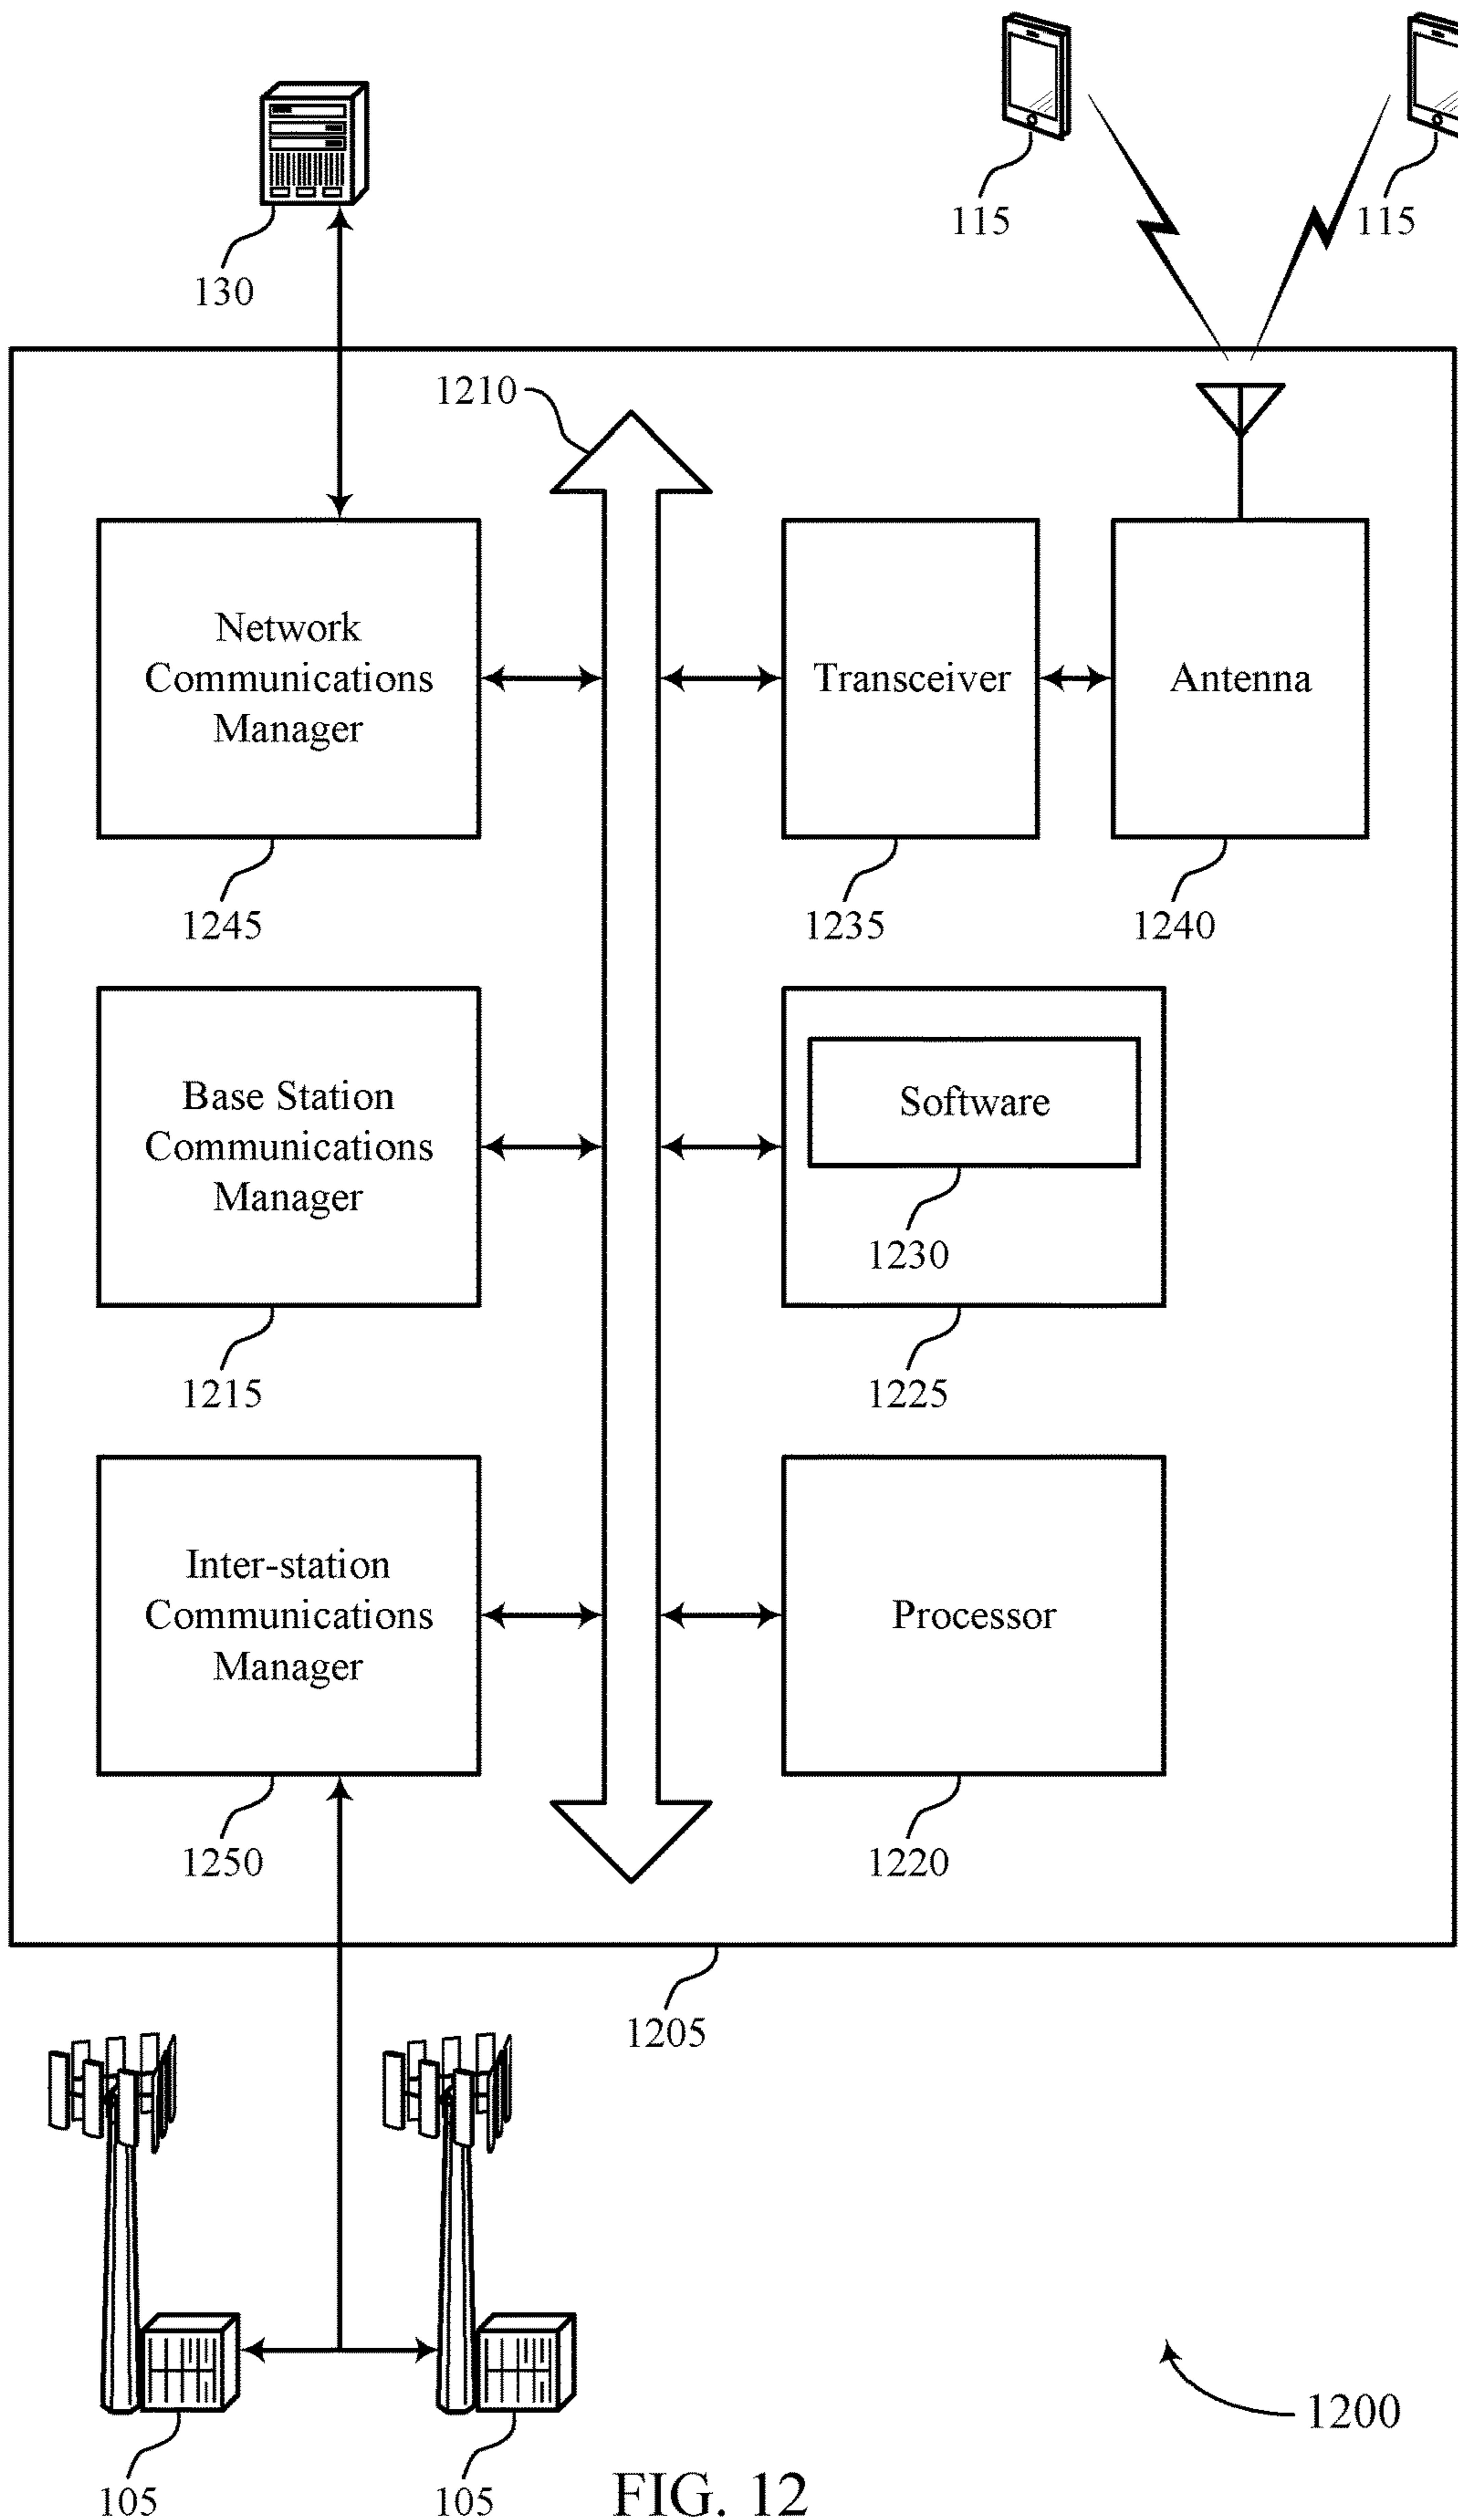 115
115
130
1210
Network
Communications
Manager
Transceiver
Antenna
1245
1235
1240
Base Station
Communications
Manager
Software
1230
1215
1225
Inter-station
Communications
Manager
Processor
1250
1220
1205
1200
105
105
FIG. 12